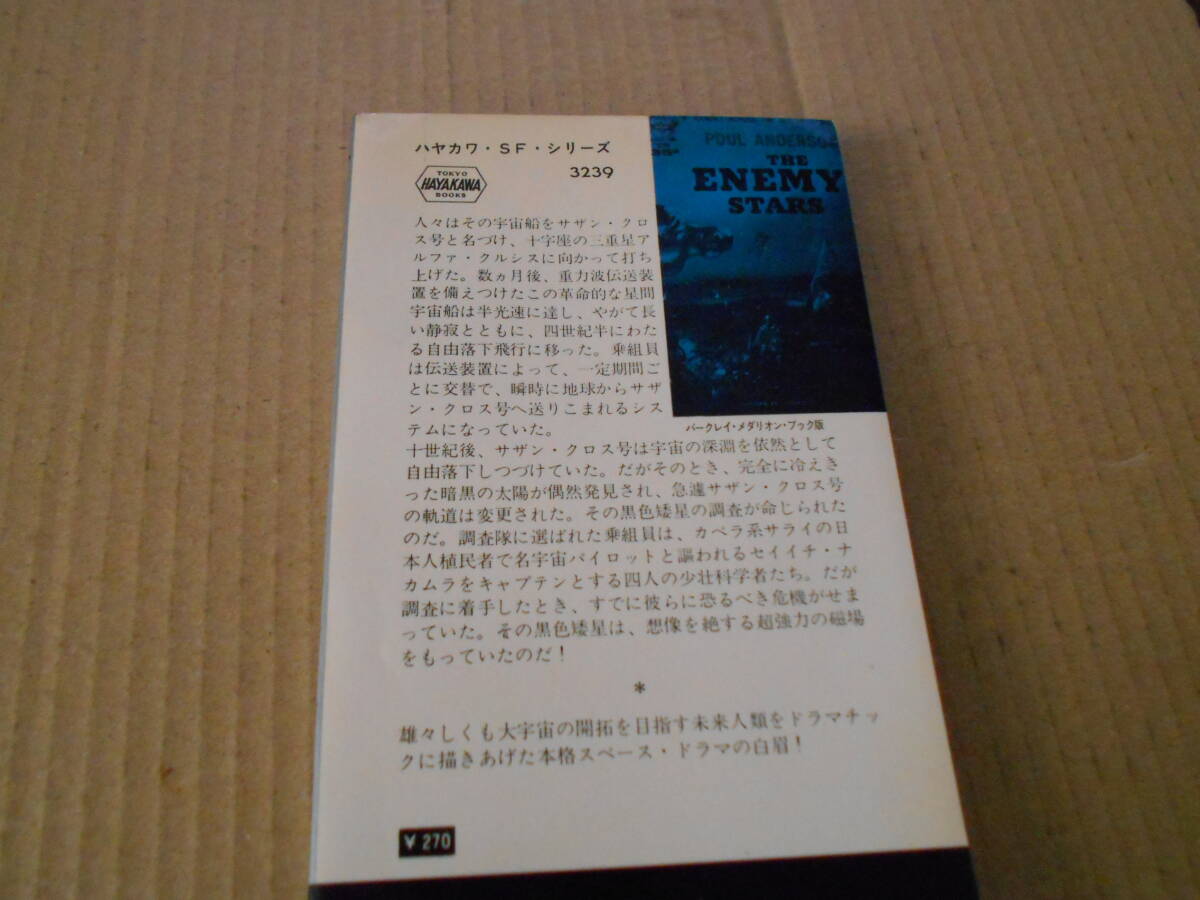 ハヤカワ・SF・シリーズ
3239
TOKYO
HAYAKAWA
BOOKS
POUL ANDERSO
THE
ENEMY
STARS
バークレイ・メダリオン・ブック版
人々はその宇宙船をサザン・クロ
ス号と名づけ、十字座の三重星ア
ルファ・クルシスに向かって打ち
上げた。数ヵ月後、重力波伝送装
置を備えつけたこの革命的な星間
宇宙船は半光速に達し、やがて長
い静寂とともに、四世紀半にわた
る自由落下飛行に移った。乗組員
は伝送装置によって、一定期間ご
とに交替で、瞬時に地球からサザ
ン・クロス号へ送りこまれるシス
テムになっていた。
十世紀後、サザン・クロス号は宇宙の深淵を依然として
自由落下しつづけていた。だがそのとき、完全に冷えき
った暗黒の太陽が偶然発見され、急遽サザン・クロス号
の軌道は変更された。その黒色矮星の調査が命じられた
のだ。調査隊に選ばれた乗組員は、カペラ系サライの日
本人植民者で名宇宙パイロットと謳われるセイイチ・ナ
カムラをキャプテンとする四人の少壮科学者たち。だが
調査に着手したとき、すでに彼らに恐るべき危機がせま
っていた。その黒色矮星は、想像を絶する超強力の磁場
をもっていたのだ！
*
雄々しくも大宇宙の開拓を目指す未来人類をドラマチッ
クに描きあげた本格スペース・ドラマの白眉！
¥ 270